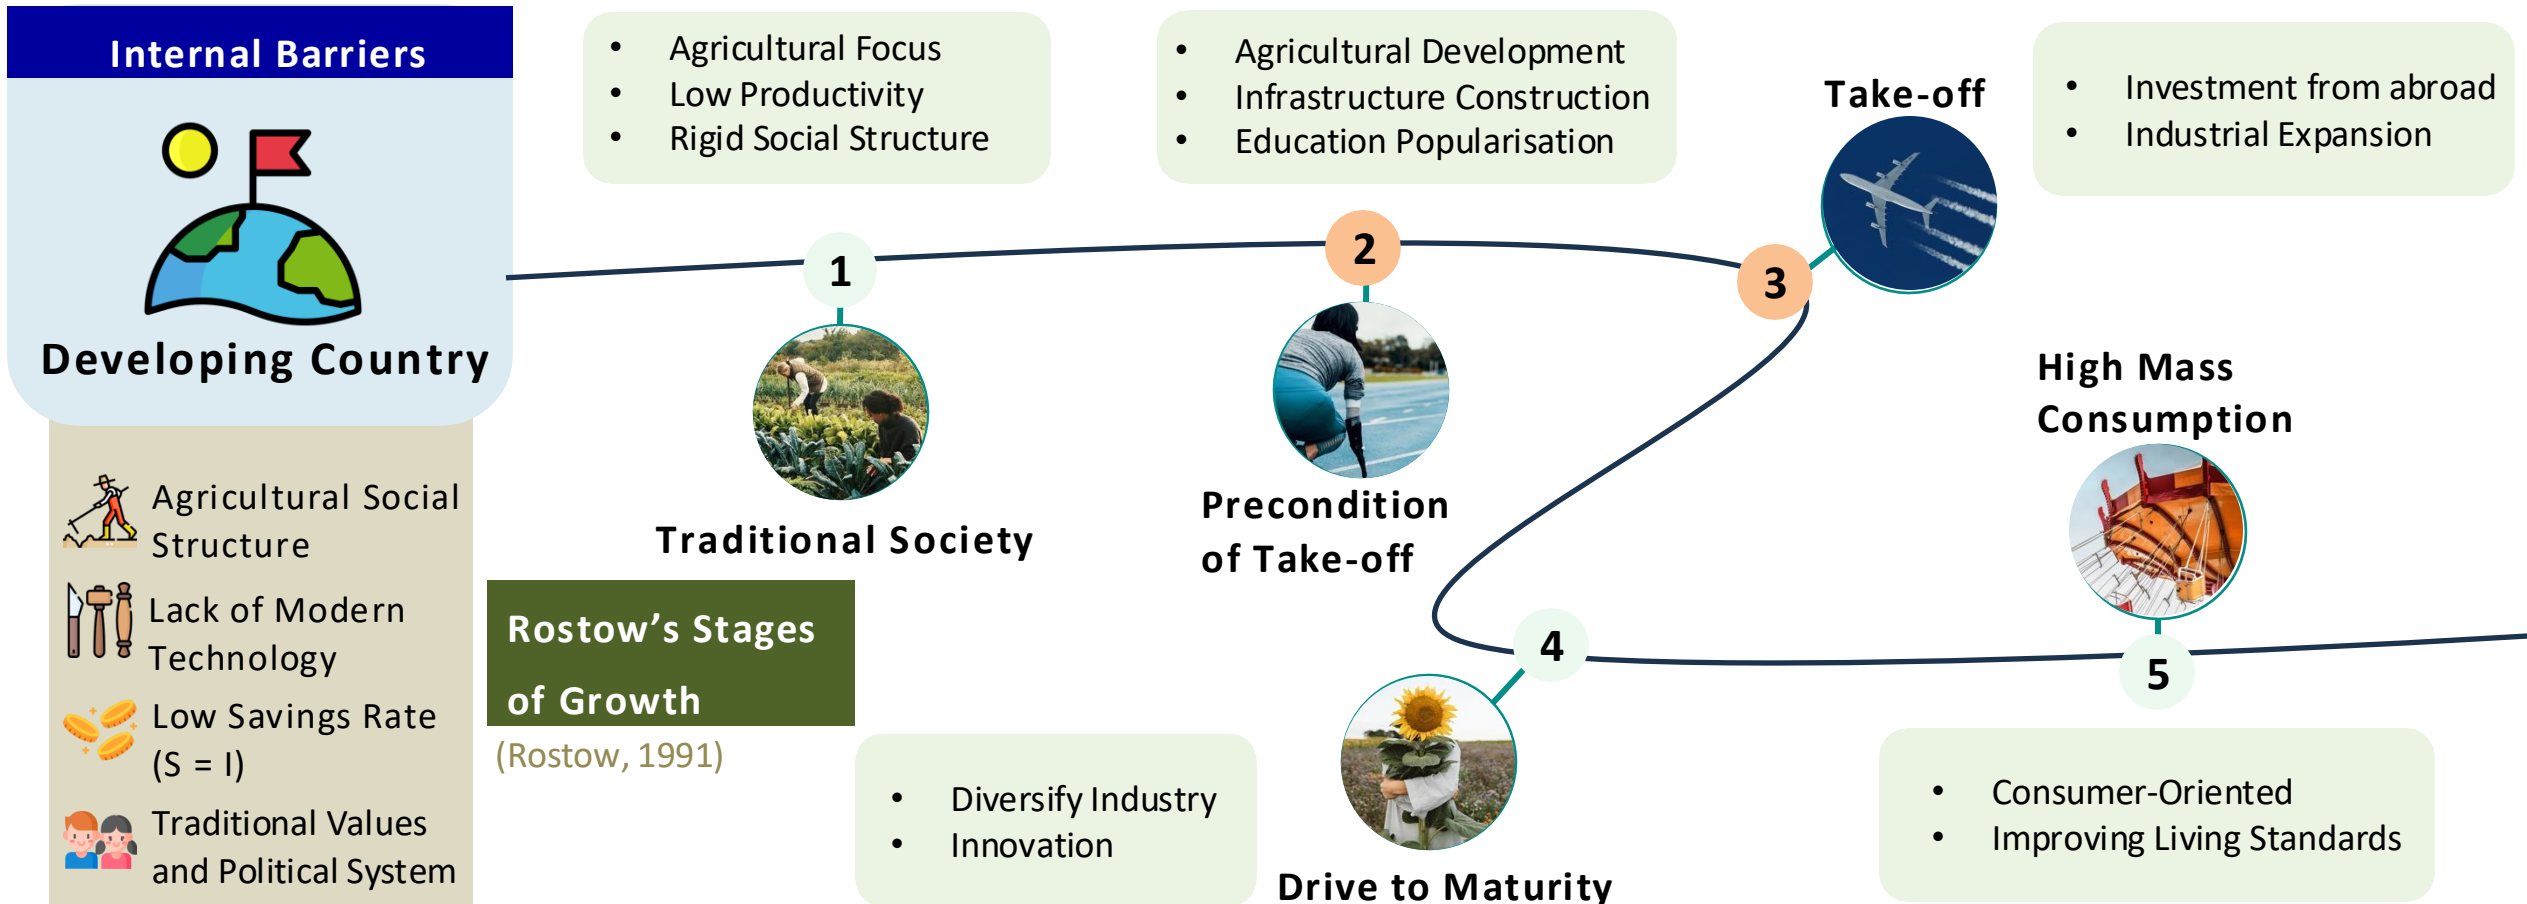 Internal Barriers
Developing Country
Agricultural Social
Structure
Lack of Modern
Technology
Low Savings Rate
(S = I)
Traditional Values
and Political System
• Agricultural Focus
• Low Productivity
• Rigid Social Structure
1
Traditional Society
Rostow’s Stages
of Growth
(Rostow, 1991)
• Agricultural Development
• Infrastructure Construction
• Education Popularisation
2
Precondition
of Take-off
Take-off
3
• Investment from abroad
• Industrial Expansion
4
• Diversify Industry
• Innovation
Drive to Maturity
High Mass
Consumption
5
• Consumer-Oriented
• Improving Living Standards